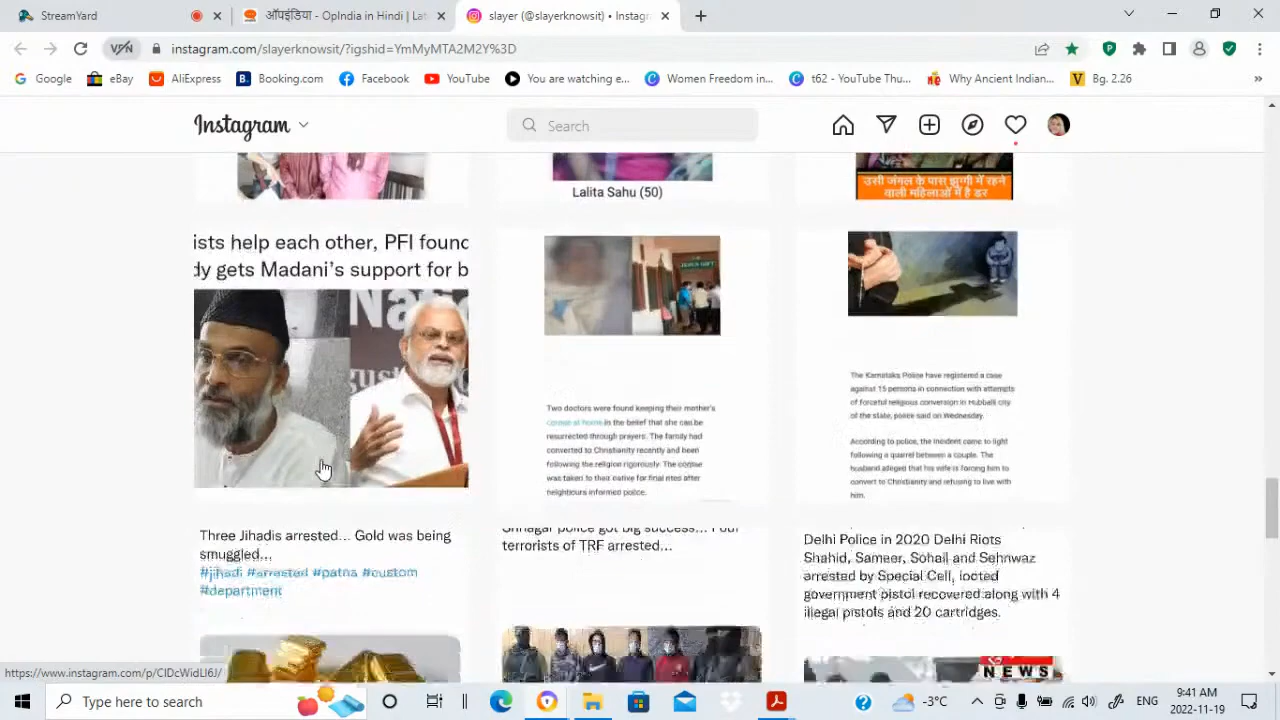 StreamYard
- OpIndia in Hindi | La
slayer (@slayerknowsit) • Instag
VPN
instagram.com/slayerknowsit/?igshid=YmMyMTA2M2Y%3D
Google
eBay
AliExpress
Booking.com
Facebook
YouTube
You are watching e...
Women Freedom in...
t62 - YouTube Thu...
Why Ancient Indian...
Bg. 2.26
»
Instagram
Search
Lalita Sahu (50)
उसी जंगल के पास झुग्गी में रहने
वाली महिलाओं में है डर
ists help each other, PFI found
dy gets Madani's support for b
Two doctors were found keeping their mother's
corpse at home in the belief that she can be
resurrected through prayers. The family had
converted to Christianity recently and been
following the religion rigorously. The corpse
was taken to their native for final rites after
neighbours informed police.
The Karnataka Police have registered a case
against 15 persons in connection with attempts
of forceful religious conversion in Hubballi city
of the state, police said on Wednesday.
According to police, the incident came to light
following a quarrel between a couple. The
husband alleged that his wife is forcing him to
convert to Christianity and refusing to live with
him.
Three Jihadis arrested... Gold was being
smuggled...
#jihadi #arrested #patna #custom
#department
Srinagar police got big success... Four
terrorists of TRF arrested...
Delhi Police in 2020 Delhi Riots
Shahid, Sameer, Sohail and Sehnwaz
arrested by Special Cell, looted
government pistol recovered along with 4
illegal pistols and 20 cartridges.
NEWS
Type here to search
-3°C
ENG
9:41 AM
2022-11-19